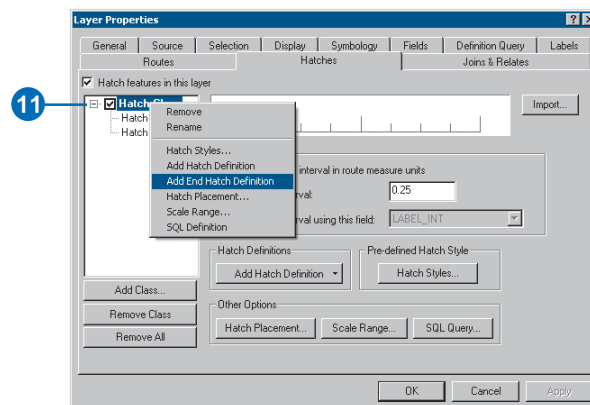 Layer Properties
General Source Selection Display Symbology Fields Definition Query Labels
Routes Hatches Joins & Relates
Hatch features in this layer
11
Hatch
Hatch
Hatch
Import...
Remove
Rename
Hatch Styles...
Add Hatch Definition
Add End Hatch Definition
Hatch Placement...
Scale Range...
SQL Definition
interval in route measure units
0.25
using this field: LABEL_INT
Hatch Definitions
Add Hatch Definition
Pre-defined Hatch Style
Hatch Styles...
Add Class...
Remove Class
Remove All
Other Options
Hatch Placement... Scale Range... SQL Query...
OK Cancel Apply